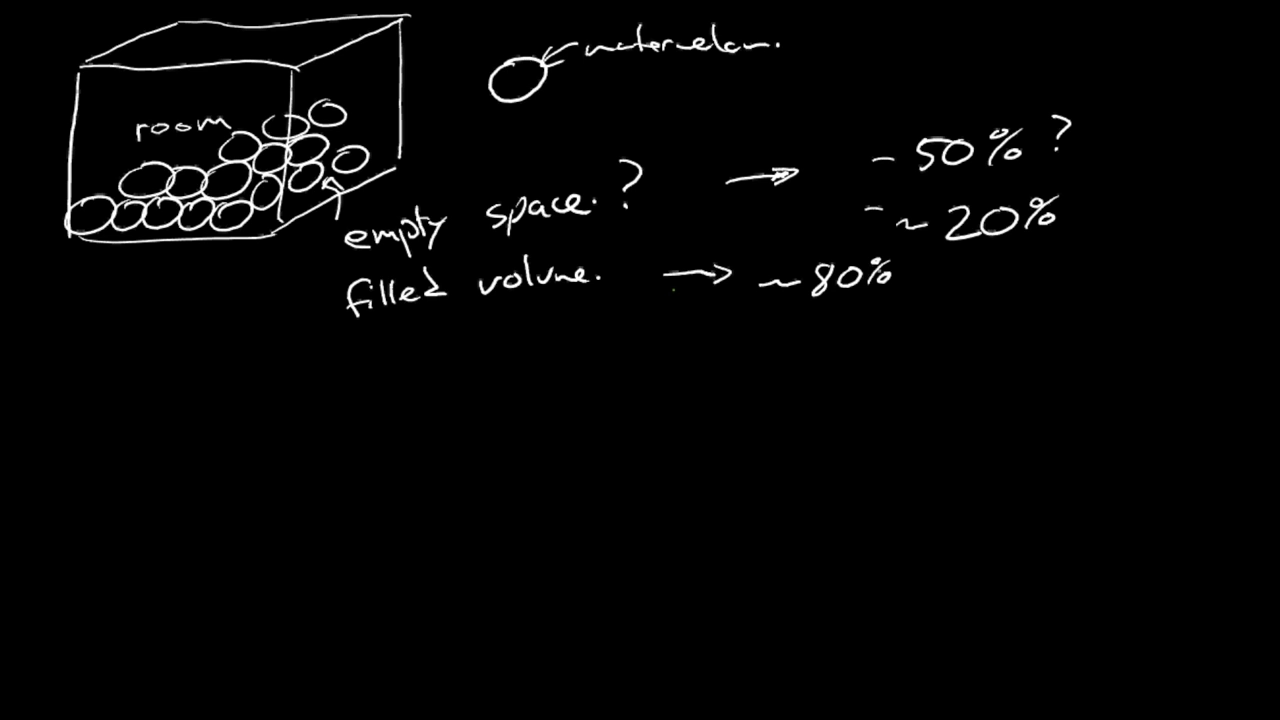 watermelon.
room
- 50% ?
empty space. ?
- ~ 20%
filled volume. → ~ 80%